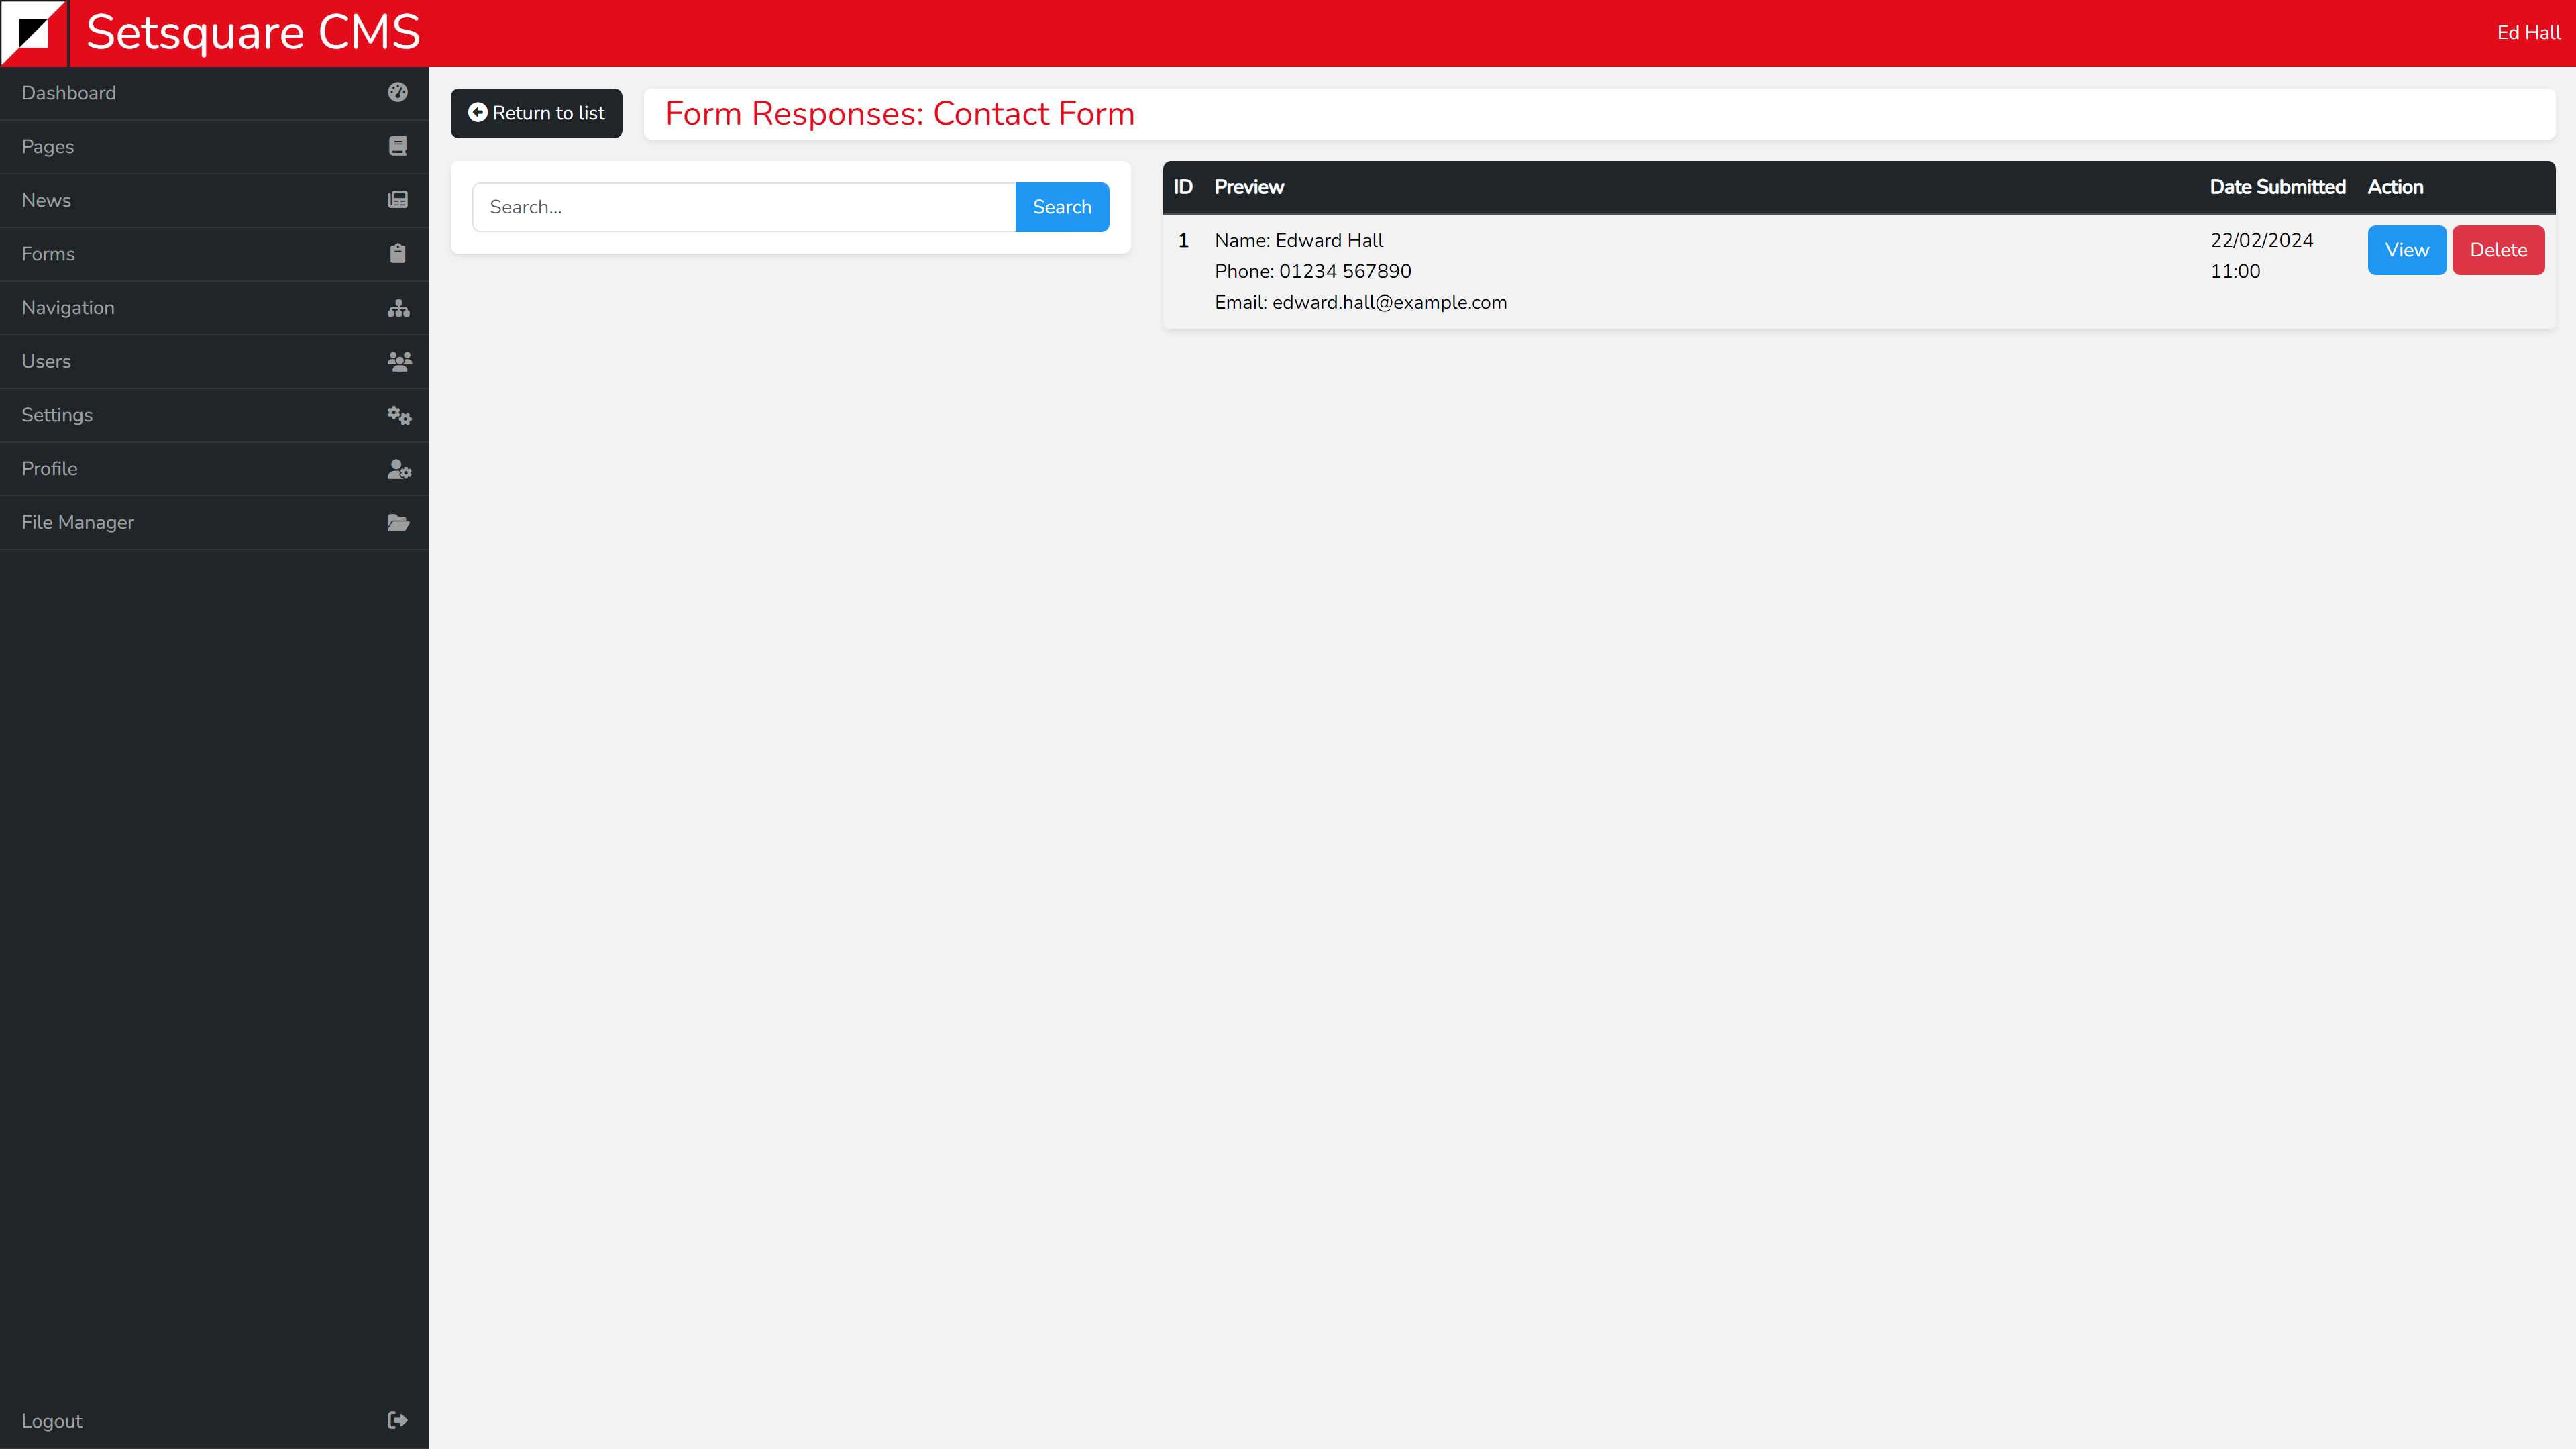 Setsquare CMS
Ed Hall
Dashboard
Pages
News
Forms
Navigation
Users
Settings
Profile
File Manager
Logout
Return to list
Form Responses: Contact Form
Search...
Search
ID Preview Date Submitted Action
1 Name: Edward Hall 22/02/2024 View Delete
Phone: 01234 567890 11:00
Email: edward.hall@example.com